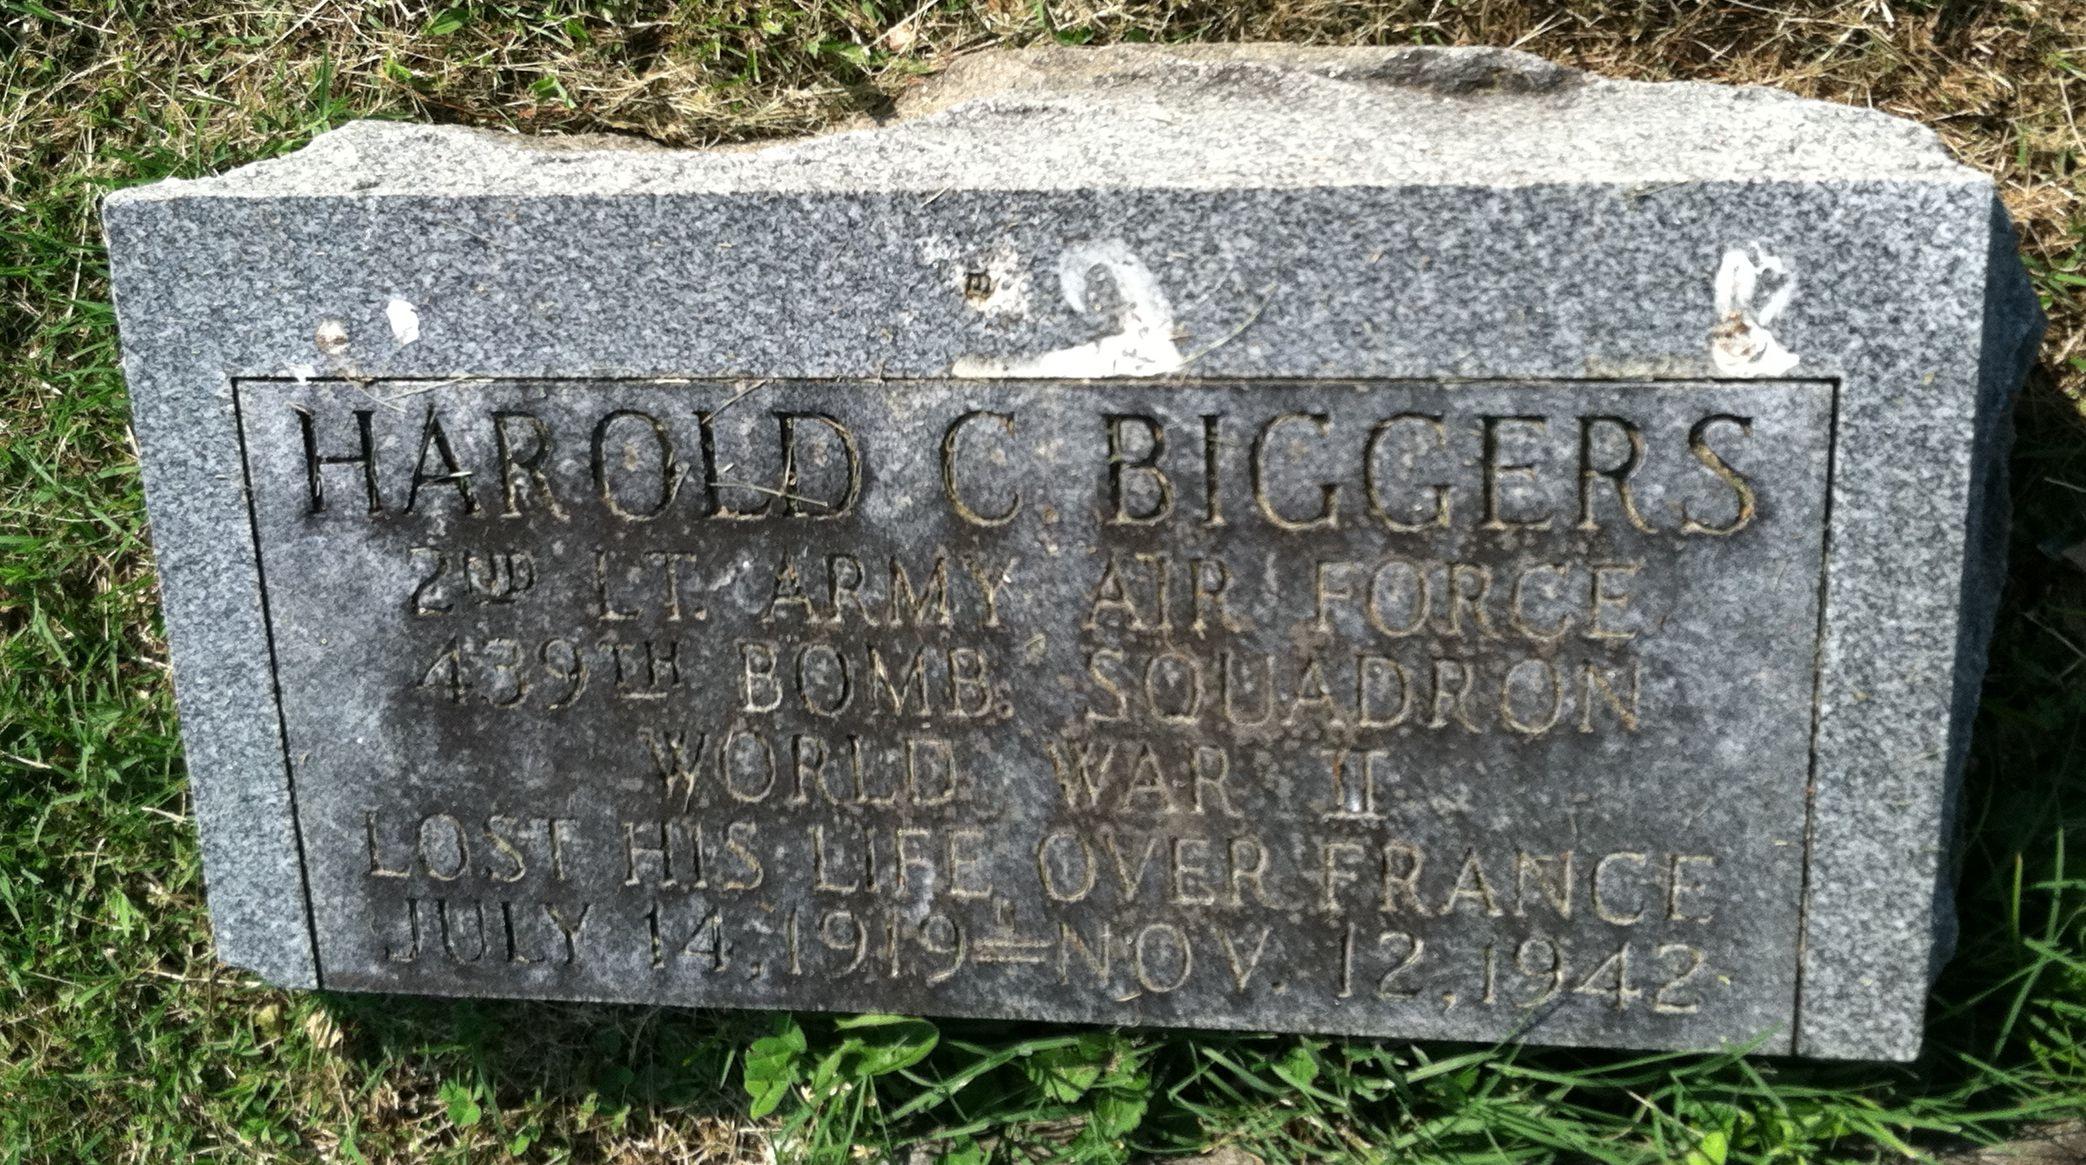 HAROLD C. BIGGERS
2ND LT. ARMY AIR FORCE
439TH BOMB. SQUADRON
WORLD WAR II
LOST HIS LIFE OVER FRANCE
JULY 14, 1919 = NOV. 12, 1942